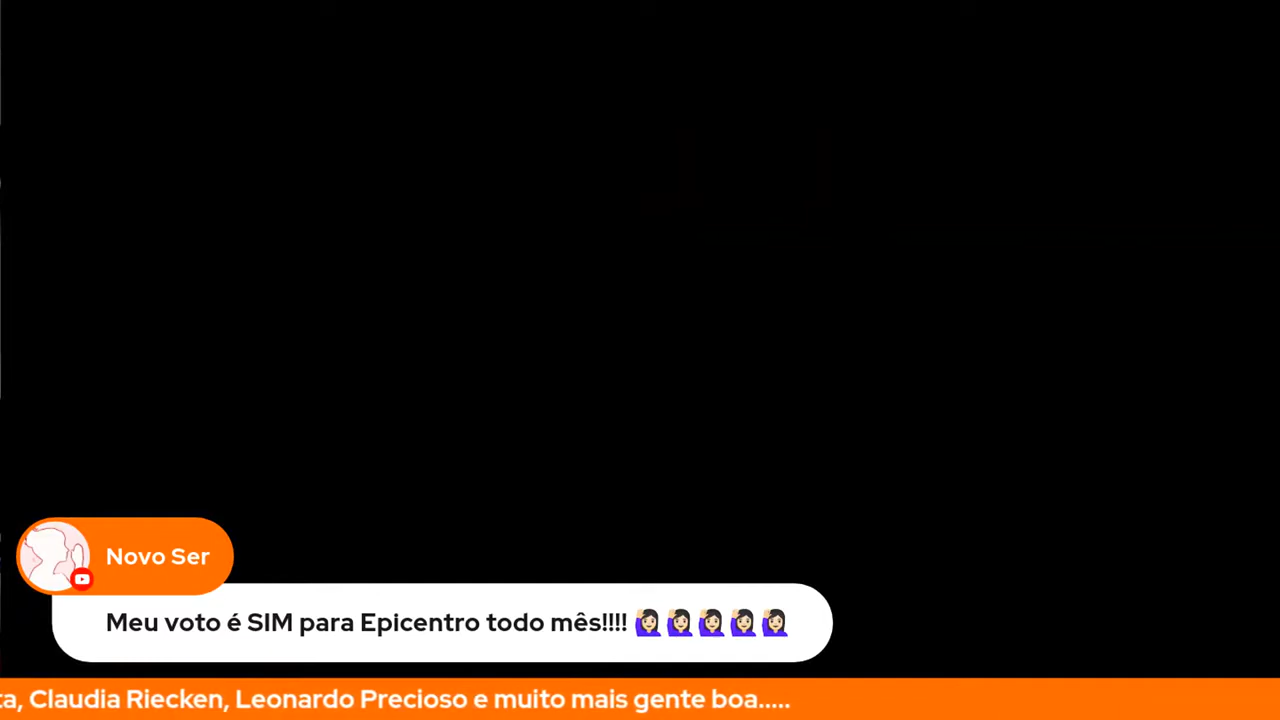 Novo Ser
Meu voto é SIM para Epicentro todo mês!!!! 🙋🏻‍♀️🙋🏻‍♀️🙋🏻‍♀️🙋🏻‍♀️🙋🏻‍♀️
Claudia Riecken, Leonardo Precioso e muito mais gente boa.....